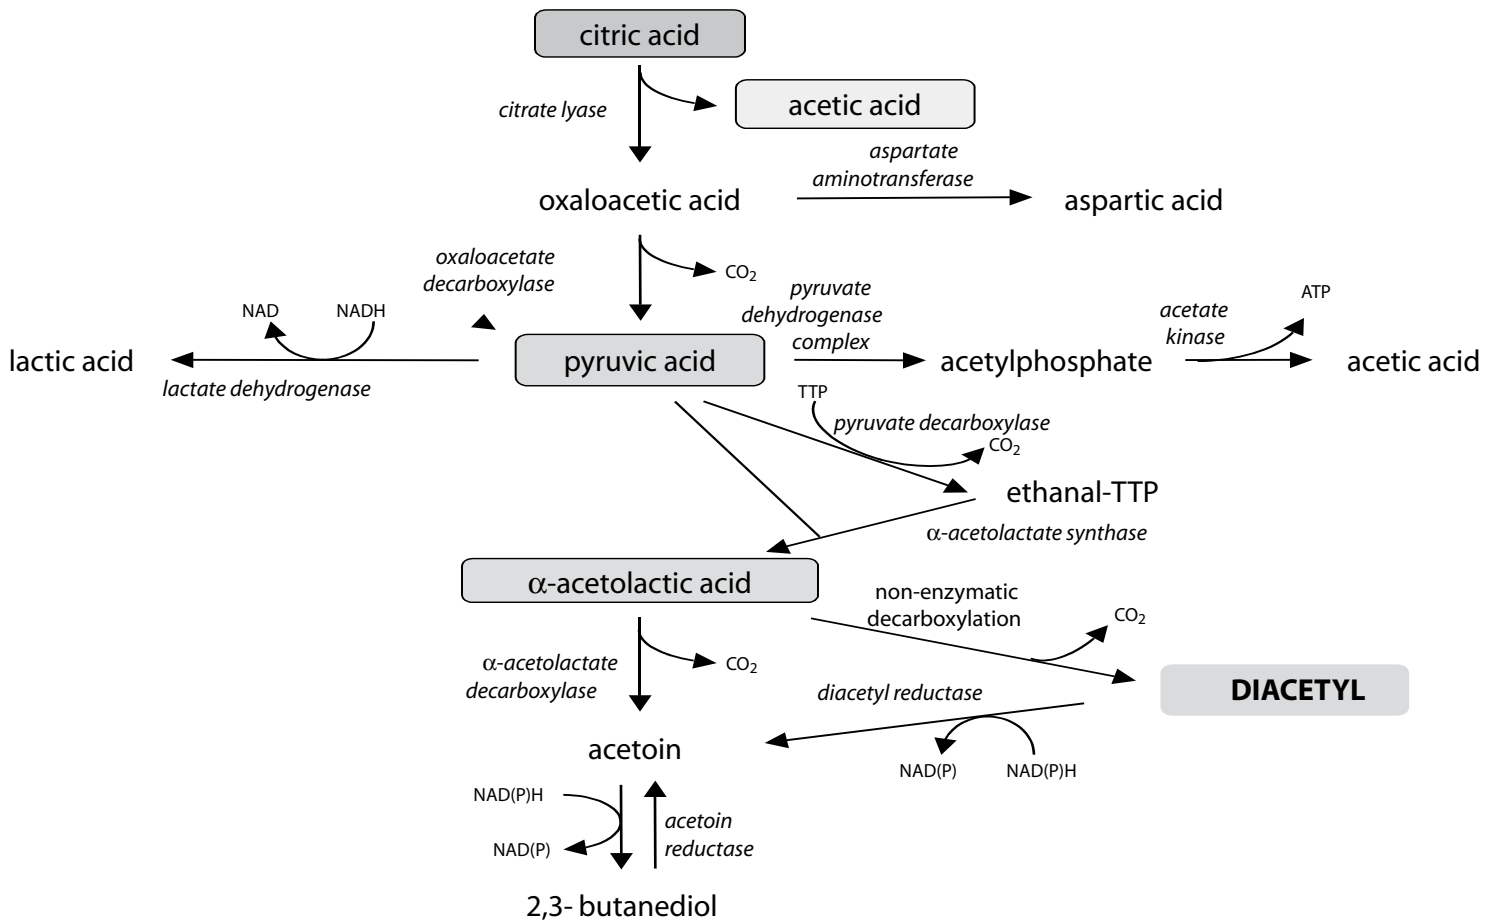 citric acid
citrate lyase
acetic acid
aspartate
aminotransferase
oxaloacetic acid
aspartic acid
oxaloacetate
decarboxylase
CO2
pyruvate
dehydrogenase
complex
NAD
NADH
ATP
acetate
kinase
lactic acid
pyruvic acid
acetylphosphate
acetic acid
lactate dehydrogenase
TTP
pyruvate decarboxylase
CO2
ethanal-TTP
α-acetolactate synthase
α-acetolactic acid
non-enzymatic
decarboxylation
CO2
α-acetolactate
decarboxylase
CO2
diacetyl reductase
DIACETYL
acetoin
NAD(P)
NAD(P)H
NAD(P)H
acetoin
reductase
NAD(P)
2,3- butanediol